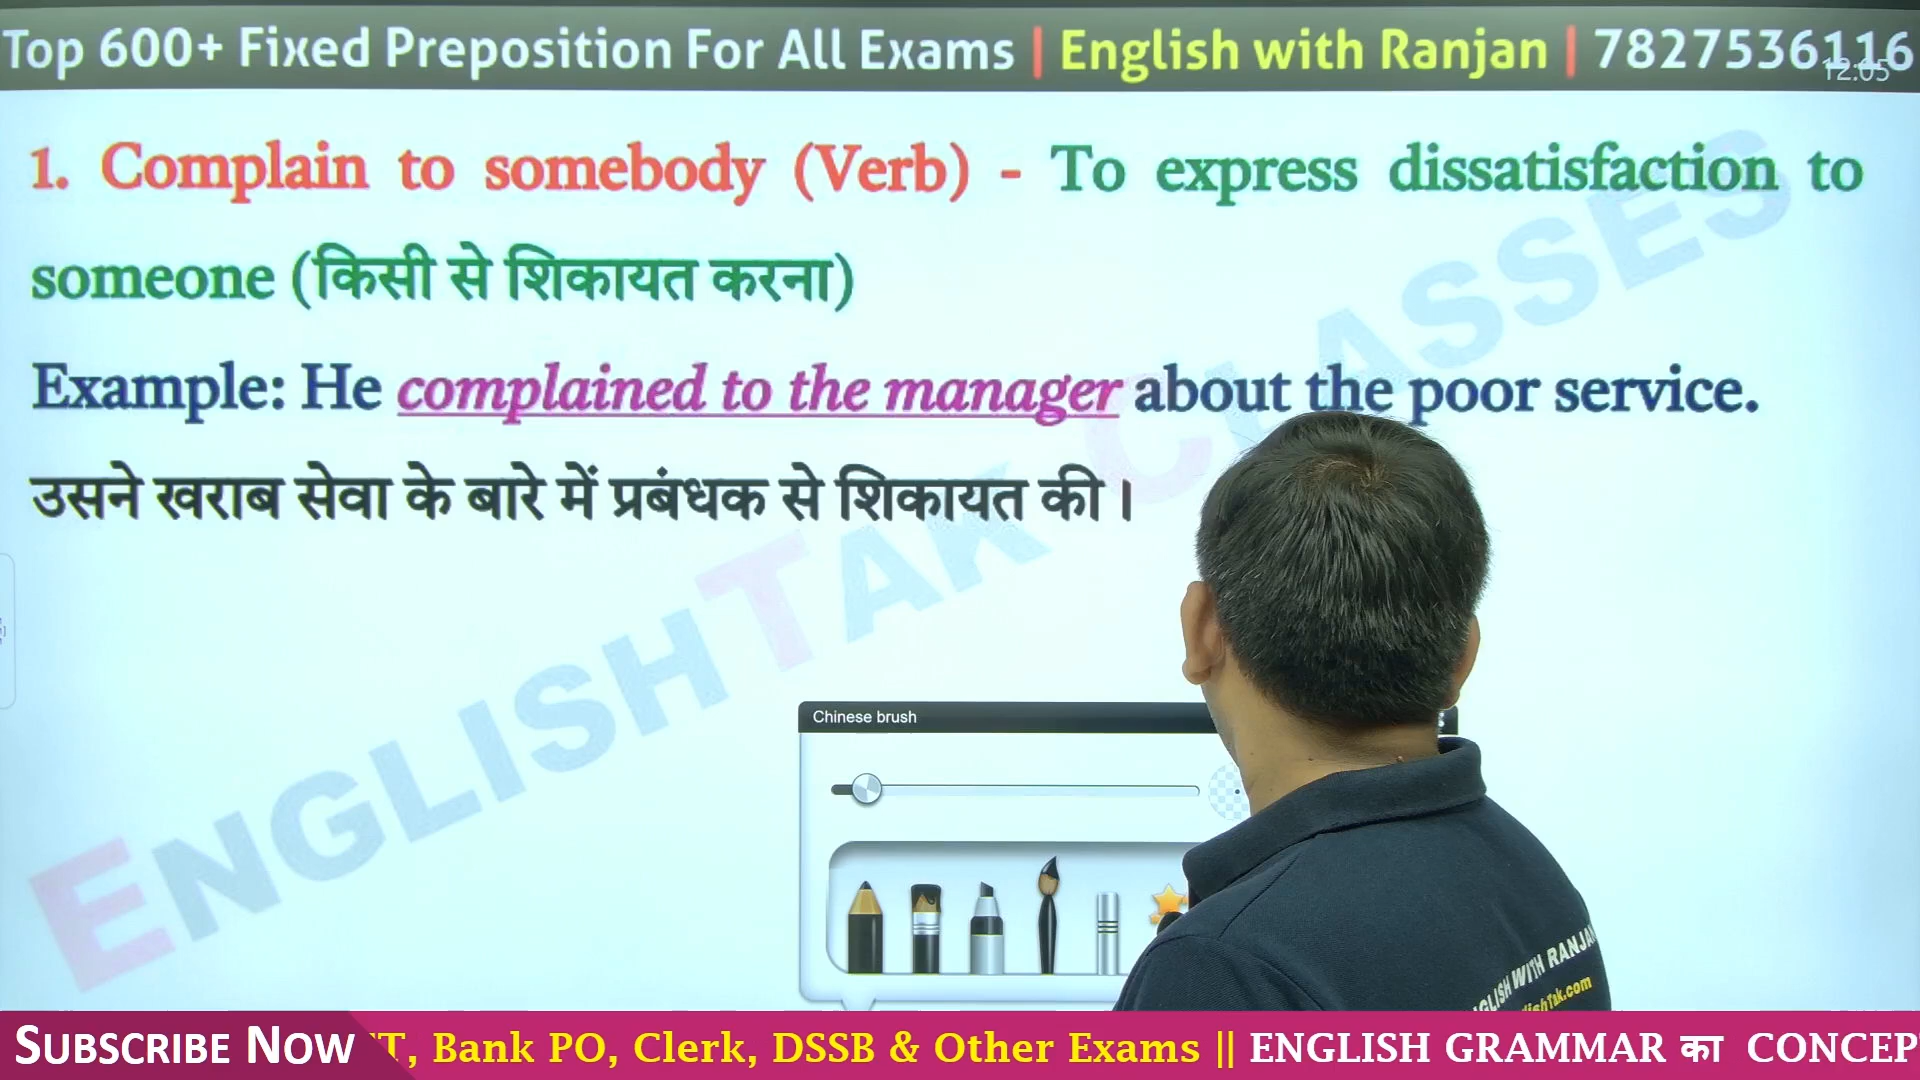 Top 600+ Fixed Preposition For All Exams | English with Ranjan | 7827536116
12:05
1. Complain to somebody (Verb) - To express dissatisfaction to
someone (किसी से शिकायत करना)
Example: He complained to the manager about the poor service.
उसने खराब सेवा के बारे में प्रबंधक से शिकायत की।
ENGLISHTAK CLASSES
Chinese brush
WITH RANJAN
SUBSCRIBE NOW
T, Bank PO, Clerk, DSSB & Other Exams || ENGLISH GRAMMAR का CONCEP